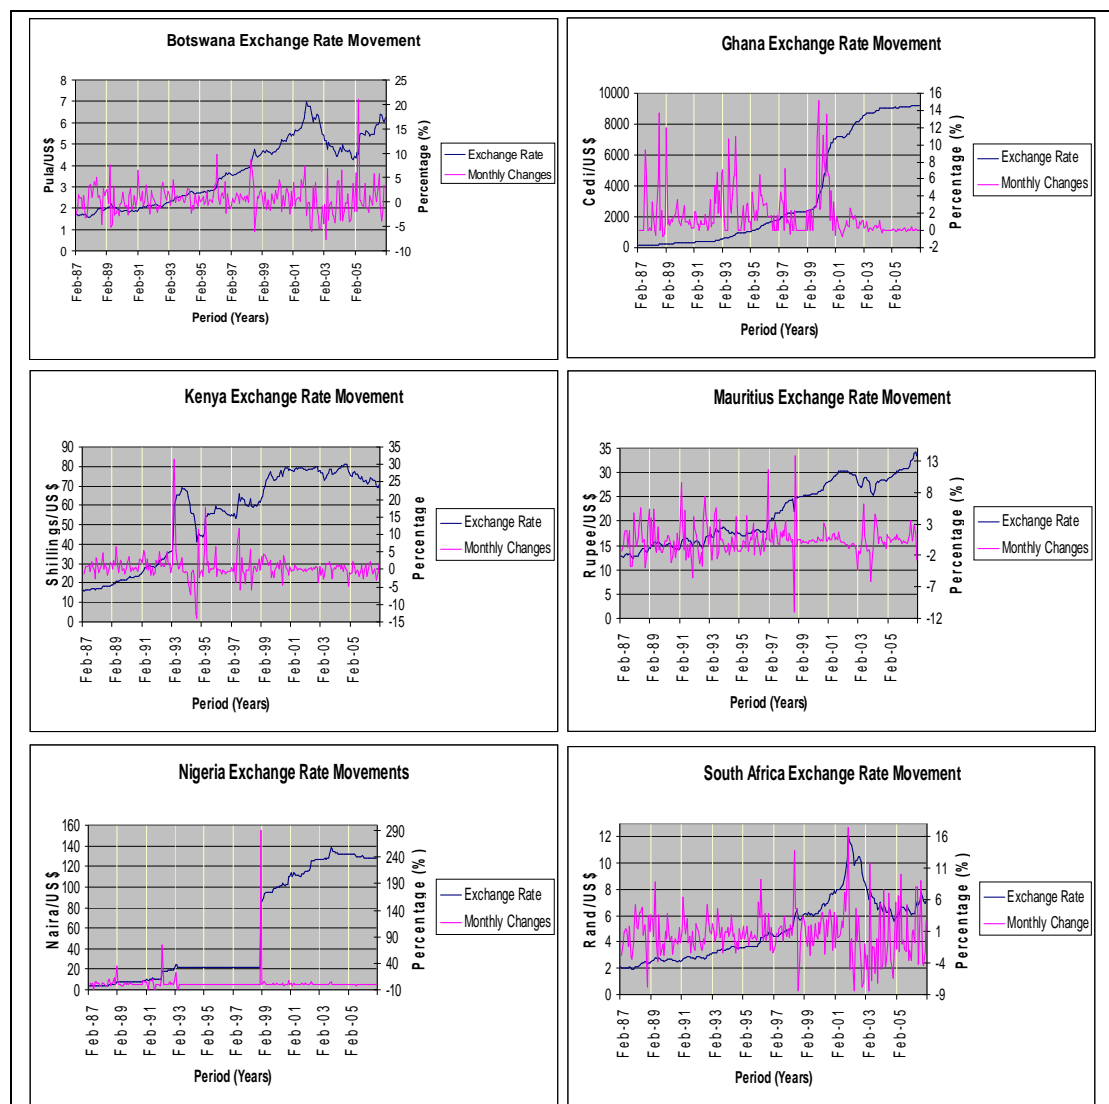 Botswana Exchange Rate Movement
Pula/US$
8
7
6
5
4
3
2
1
0
25
20
15
10
5
0
-5
-10
Percentage (%)
Feb-87
Feb-89
Feb-91
Feb-93
Feb-95
Feb-97
Feb-99
Feb-01
Feb-03
Feb-05
Period (Years)
Exchange Rate
Monthly Changes
Ghana Exchange Rate Movement
Cedi/US$
10000
8000
6000
4000
2000
0
16
14
12
10
8
6
4
2
0
-2
Percentage (%)
Feb-87
Feb-89
Feb-91
Feb-93
Feb-95
Feb-97
Feb-99
Feb-01
Feb-03
Feb-05
Period (Years)
Exchange Rate
Monthly Changes
Kenya Exchange Rate Movement
Shillings/US$
90
80
70
60
50
40
30
20
10
0
35
30
25
20
15
10
5
0
-5
-10
-15
Percentage
Feb-87
Feb-89
Feb-91
Feb-93
Feb-95
Feb-97
Feb-99
Feb-01
Feb-03
Feb-05
Period (Years)
Exchange Rate
Monthly Changes
Mauritius Exchange Rate Movement
Rupee/US$
35
30
25
20
15
10
5
0
13
8
3
-2
-7
-12
Percentage (%)
Feb-87
Feb-89
Feb-91
Feb-93
Feb-95
Feb-97
Feb-99
Feb-01
Feb-03
Feb-05
Period (Years)
Exchange Rate
Monthly Changes
Nigeria Exchange Rate Movements
Naira/US$
160
140
120
100
80
60
40
20
0
290
240
190
140
90
40
-10
Percentage (%)
Feb-87
Feb-89
Feb-91
Feb-93
Feb-95
Feb-97
Feb-99
Feb-01
Feb-03
Feb-05
Period (Years)
Exchange Rate
Monthly Changes
South Africa Exchange Rate Movement
Rand/US$
12
10
8
6
4
2
0
16
11
6
1
-4
-9
Percentage (%)
Feb-87
Feb-89
Feb-91
Feb-93
Feb-95
Feb-97
Feb-99
Feb-01
Feb-03
Feb-05
Period (Years)
Exchange Rate
Monthly Change